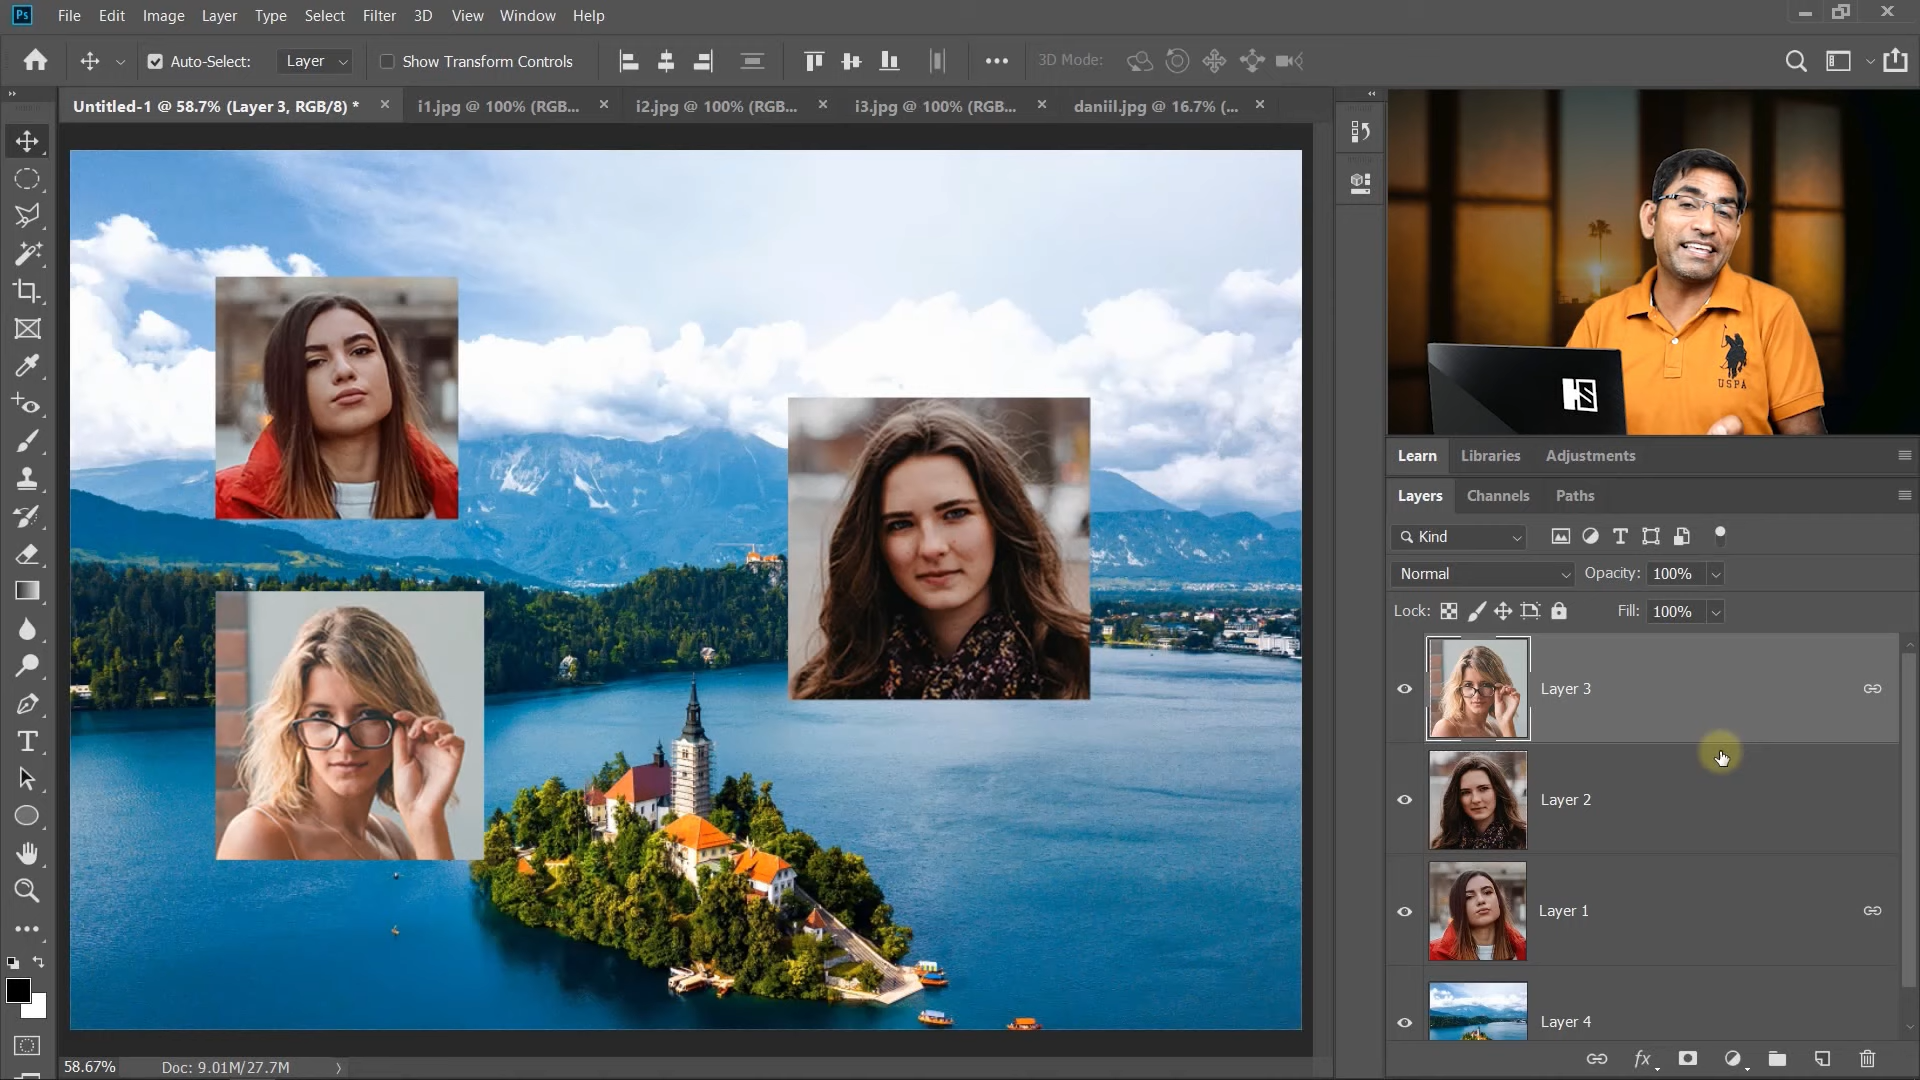 Ps File Edit Image Layer Type Select Filter 3D View Window Help
Auto-Select: Layer Show Transform Controls 3D Mode:
Untitled-1 @ 58.7% (Layer 3, RGB/8) * i1.jpg @ 100% (RGB... i2.jpg @ 100% (RGB... i3.jpg @ 100% (RGB... daniil.jpg @ 16.7% (...
USPA
HS
Learn Libraries Adjustments
Layers Channels Paths
Kind
Normal Opacity: 100%
Lock: Fill: 100%
Layer 3
Layer 2
Layer 1
Layer 4
fx
58.67% Doc: 9.01M/27.7M